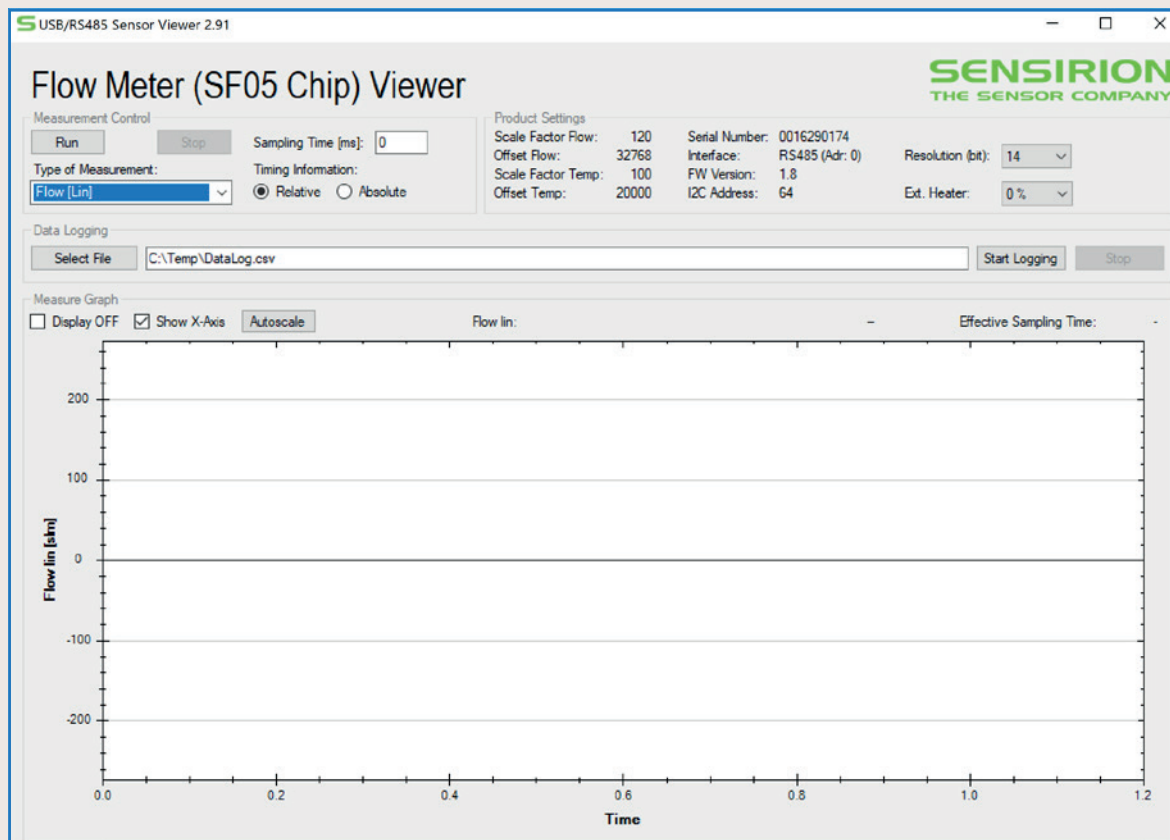 USB/RS485 Sensor Viewer 2.91
Flow Meter (SF05 Chip) Viewer
SENSIRION
THE SENSOR COMPANY
Measurement Control
Run
Stop
Sampling Time [ms]: 0
Type of Measurement:
Timing Information:
Flow [Lin]
Relative
Absolute
Product Settings
Scale Factor Flow: 120
Serial Number: 0016290174
Offset Flow: 32768
Interface: RS485 (Adr: 0)
Resolution (bit): 14
Scale Factor Temp: 100
FW Version: 1.8
Offset Temp: 20000
I2C Address: 64
Ext. Heater: 0 %
Data Logging
Select File
C:\Temp\DataLog.csv
Start Logging
Stop
Measure Graph
Display OFF
Show X-Axis
Autoscale
Flow lin: –
Effective Sampling Time: -
Flow lin [slm]
200
100
0
-100
-200
0.0 0.2 0.4 0.6 0.8 1.0 1.2
Time